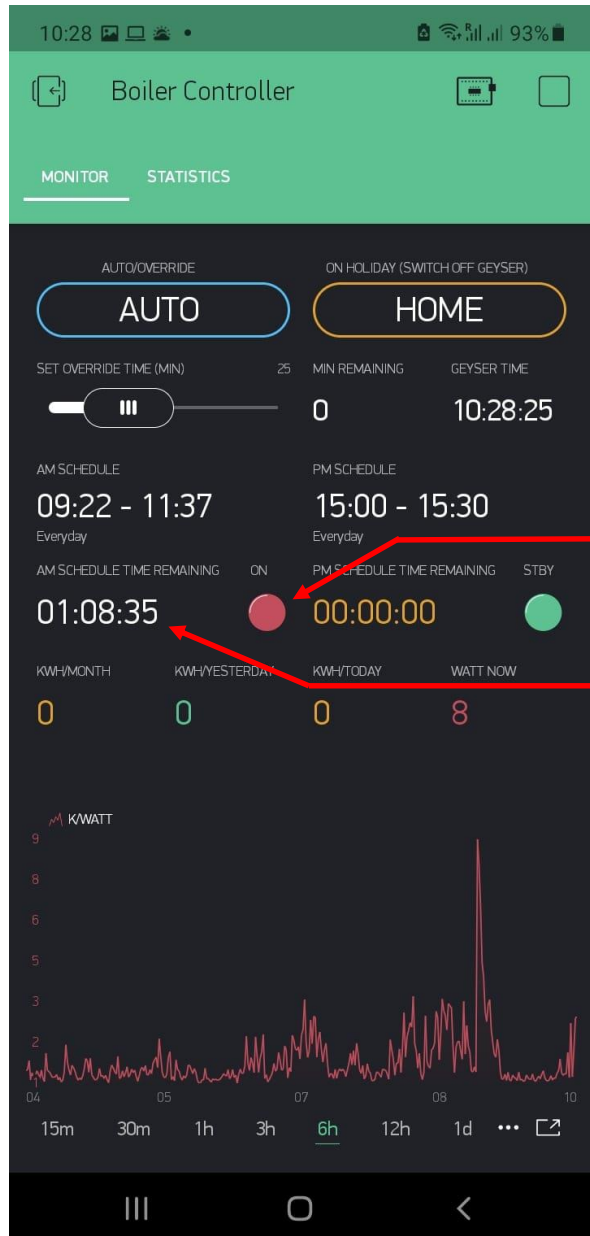 10:28 93%
Boiler Controller
MONITOR STATISTICS
AUTO/OVERRIDE ON HOLIDAY (SWITCH OFF GEYSER)
AUTO HOME
SET OVERRIDE TIME (MIN) 25 MIN REMAINING GEYSER TIME
0 10:28:25
AM SCHEDULE PM SCHEDULE
09:22 - 11:37 15:00 - 15:30
Everyday Everyday
AM SCHEDULE TIME REMAINING ON PM SCHEDULE TIME REMAINING STBY
01:08:35 00:00:00
KWH/MONTH KWH/YESTERDAY KWH/TODAY WATT NOW
0 0 0 8
K/WATT
9
8
6
5
3
2
1
04 05 07 08 10
15m 30m 1h 3h 6h 12h 1d